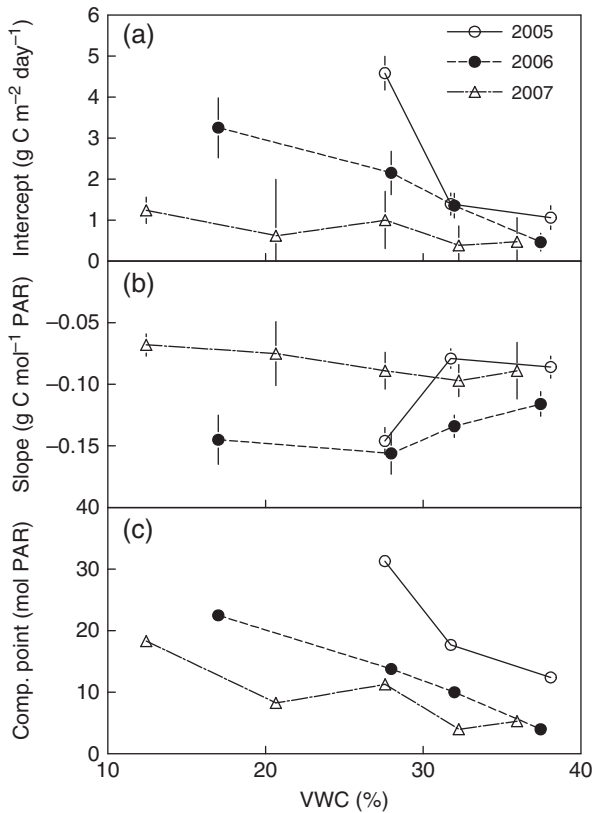 (a)
2005
2006
2007
6
5
4
3
2
1
0
Intercept (g C m⁻² day⁻¹)
(b)
−0.05
−0.10
−0.15
Slope (g C mol⁻¹ PAR)
(c)
40
30
20
10
0
Comp. point (mol PAR)
10 20 30 40
VWC (%)